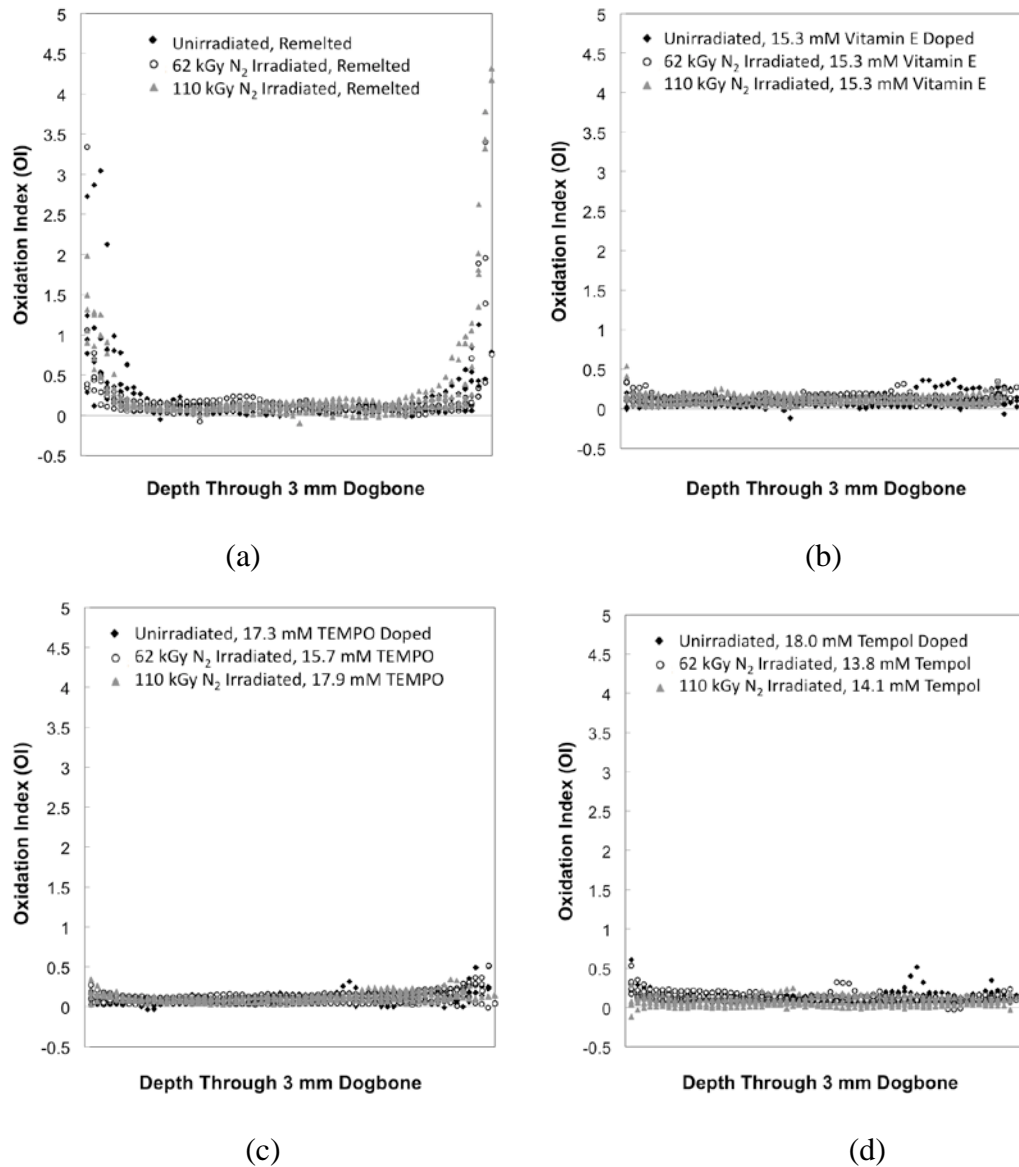 5
4.5
4
3.5
3
2.5
2
1.5
1
0.5
0
-0.5
Oxidation Index (OI)
Unirradiated, Remelted
62 kGy N₂ Irradiated, Remelted
110 kGy N₂ Irradiated, Remelted
Depth Through 3 mm Dogbone
(a)
5
4.5
4
3.5
3
2.5
2
1.5
1
0.5
0
-0.5
Oxidation Index (OI)
Unirradiated, 15.3 mM Vitamin E Doped
62 kGy N₂ Irradiated, 15.3 mM Vitamin E
110 kGy N₂ Irradiated, 15.3 mM Vitamin E
Depth Through 3 mm Dogbone
(b)
5
4.5
4
3.5
3
2.5
2
1.5
1
0.5
0
-0.5
Oxidation Index (OI)
Unirradiated, 17.3 mM TEMPO Doped
62 kGy N₂ Irradiated, 15.7 mM TEMPO
110 kGy N₂ Irradiated, 17.9 mM TEMPO
Depth Through 3 mm Dogbone
(c)
5
4.5
4
3.5
3
2.5
2
1.5
1
0.5
0
-0.5
Oxidation Index (OI)
Unirradiated, 18.0 mM Tempol Doped
62 kGy N₂ Irradiated, 13.8 mM Tempol
110 kGy N₂ Irradiated, 14.1 mM Tempol
Depth Through 3 mm Dogbone
(d)